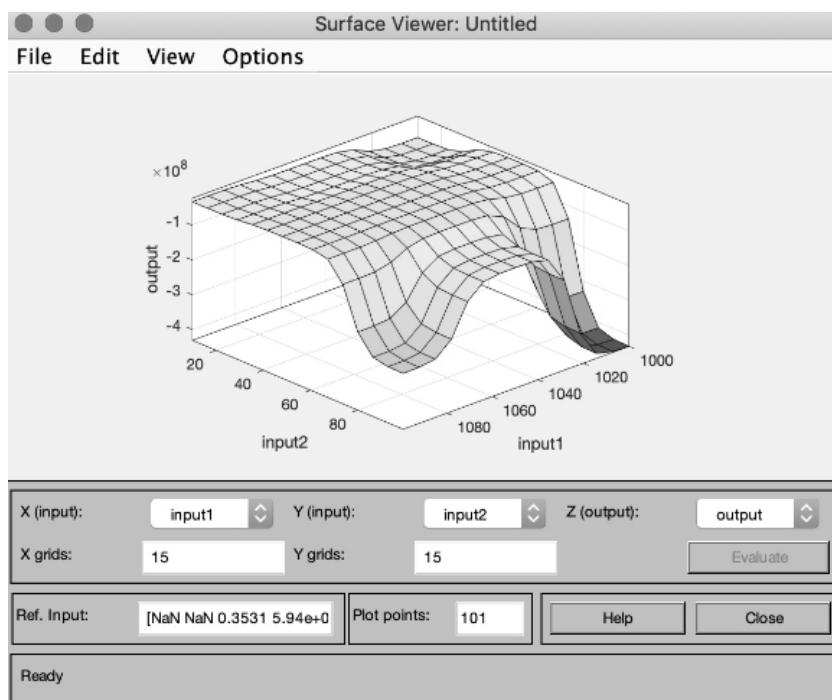 Surface Viewer: Untitled
File Edit View Options
×10⁸
-1
-2
-3
-4
output
20
40
60
80
input2
1080
1060
1040
1020
1000
input1
X (input): input1 Y (input): input2 Z (output): output
X grids: 15 Y grids: 15 Evaluate
Ref. Input: [NaN NaN 0.3531 5.94e+0 Plot points: 101 Help Close
Ready